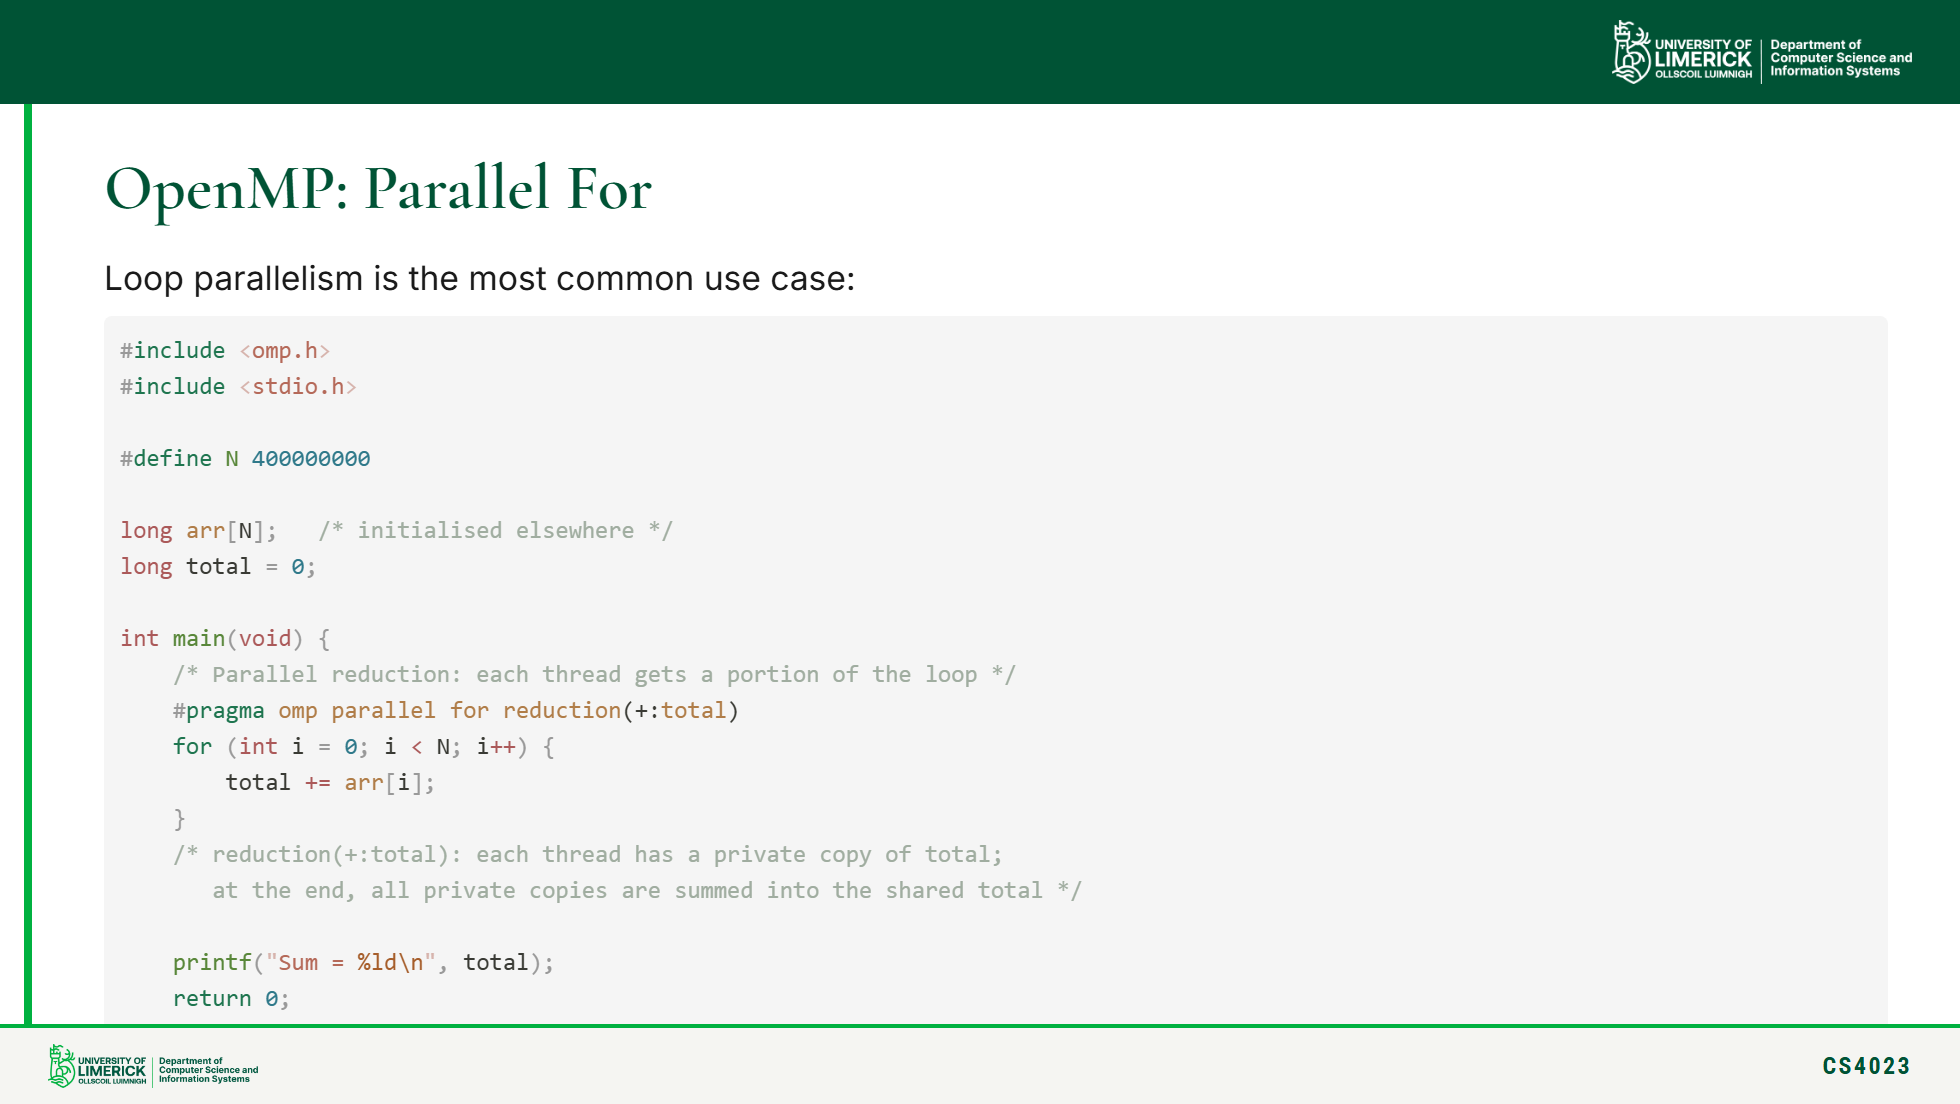 UNIVERSITY OF
LIMERICK
OLLSCOIL LUIMNIGH
Department of
Computer Science and
Information Systems
OpenMP: Parallel For
Loop parallelism is the most common use case:
#include <omp.h>
#include <stdio.h>
#define N 400000000
long arr[N];   /* initialised elsewhere */
long total = 0;
int main(void) {
    /* Parallel reduction: each thread gets a portion of the loop */
    #pragma omp parallel for reduction(+:total)
    for (int i = 0; i < N; i++) {
        total += arr[i];
    }
    /* reduction(+:total): each thread has a private copy of total;
       at the end, all private copies are summed into the shared total */
    printf("Sum = %ld\n", total);
    return 0;
UNIVERSITY OF
LIMERICK
OLLSCOIL LUIMNIGH
Department of
Computer Science and
Information Systems
CS4023